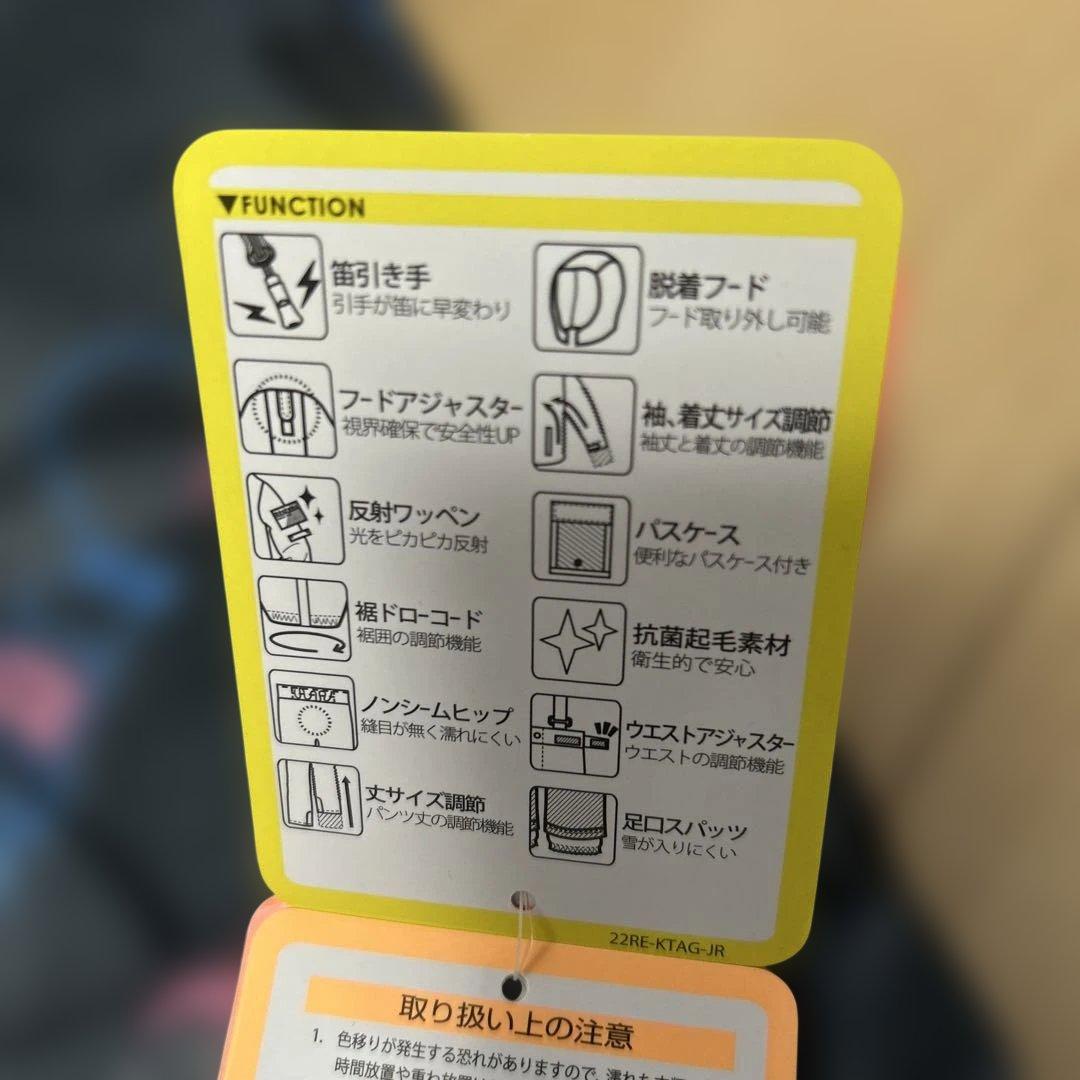 ▼FUNCTION
笛引き手
引手が笛に早変わり
脱着フード
フード取り外し可能
フードアジャスター
視界確保で安全性UP
袖、着丈サイズ調節
袖丈と着丈の調節機能
反射ワッペン
光をピカピカ反射
パスケース
便利なパスケース付き
裾ドローコード
裾囲の調節機能
抗菌起毛素材
衛生的で安心
ノンシームヒップ
縫目が無く濡れにくい
ウエストアジャスター
ウエストの調節機能
丈サイズ調節
パンツ丈の調節機能
足口スパッツ
雪が入りにくい
22RE-KTAG-JR
取り扱い上の注意
1. 色移りが発生する恐れがありますので、濡れた
時間放置や重ね放置